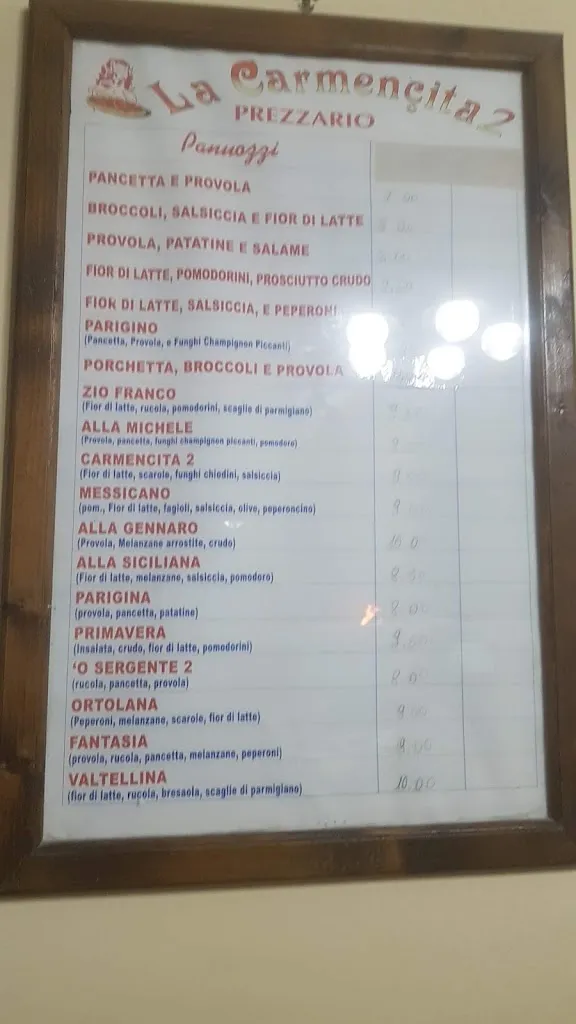 La Carmençita 2
PREZZARIO
Panuozzi
PANCETTA E PROVOLA
BROCCOLI, SALSICCIA E FIOR DI LATTE
PROVOLA, PATATINE E SALAME
FIOR DI LATTE, POMODORINI, PROSCIUTTO CRUDO
FIOR DI LATTE, SALSICCIA, E PEPERONI
PARIGINO
(Pancetta, Provola, e Funghi Champignon Piccanti)
PORCHETTA, BROCCOLI E PROVOLA
ZIO FRANCO
(Fior di latte, rucola, pomodorini, scaglie di parmigiano)
ALLA MICHELE
(Provola, pancetta, funghi champignon piccanti, pomodoro)
CARMENCITA 2
(Fior di latte, scarole, funghi chiodini, salsiccia)
MESSICANO
(pom., Fior di latte, fagioli, salsiccia, olive, peperoncino)
ALLA GENNARO
(Provola, Melanzane arrostite, crudo)
ALLA SICILIANA
(Fior di latte, melanzane, salsiccia, pomodoro)
PARIGINA
(provola, pancetta, patatine) 8.00
PRIMAVERA
(Insalata, crudo, fior di latte, pomodorini)
'O SERGENTE 2
(rucola, pancetta, provola) 8.00
ORTOLANA
(Peperoni, melanzane, scarole, fior di latte)
FANTASIA
(provola, rucola, pancetta, melanzane, peperoni) 9.00
VALTELLINA
(fior di latte, rucola, bresaola, scaglie di parmigiano) 10.00